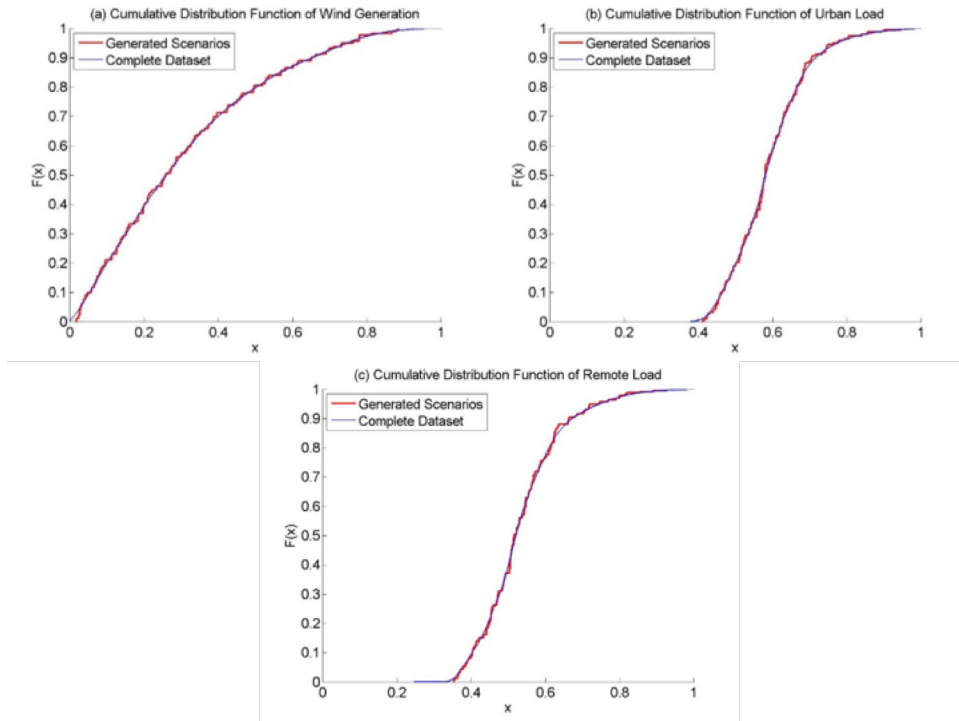 (a) Cumulative Distribution Function of Wind Generation
Generated Scenarios
Complete Dataset
F(x)
1
0.9
0.8
0.7
0.6
0.5
0.4
0.3
0.2
0.1
0
0 0.2 0.4 0.6 0.8 1
x
(b) Cumulative Distribution Function of Urban Load
Generated Scenarios
Complete Dataset
F(x)
1
0.9
0.8
0.7
0.6
0.5
0.4
0.3
0.2
0.1
0
0 0.2 0.4 0.6 0.8 1
x
(c) Cumulative Distribution Function of Remote Load
Generated Scenarios
Complete Dataset
F(x)
1
0.9
0.8
0.7
0.6
0.5
0.4
0.3
0.2
0.1
0
0 0.2 0.4 0.6 0.8 1
x